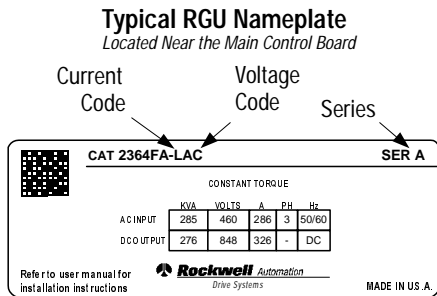 Typical RGU Nameplate
Located Near the Main Control Board
Current Code
Voltage Code
Series
CAT 2364FA-LAC SER A
CONSTANT TORQUE
KVA VOLTS A PH Hz
AC INPUT 285 460 286 3 50/60
DC OUTPUT 276 848 326 - DC
Refer to user manual for
installation instructions
Rockwell Automation
Drive Systems
MADE IN U.S.A.